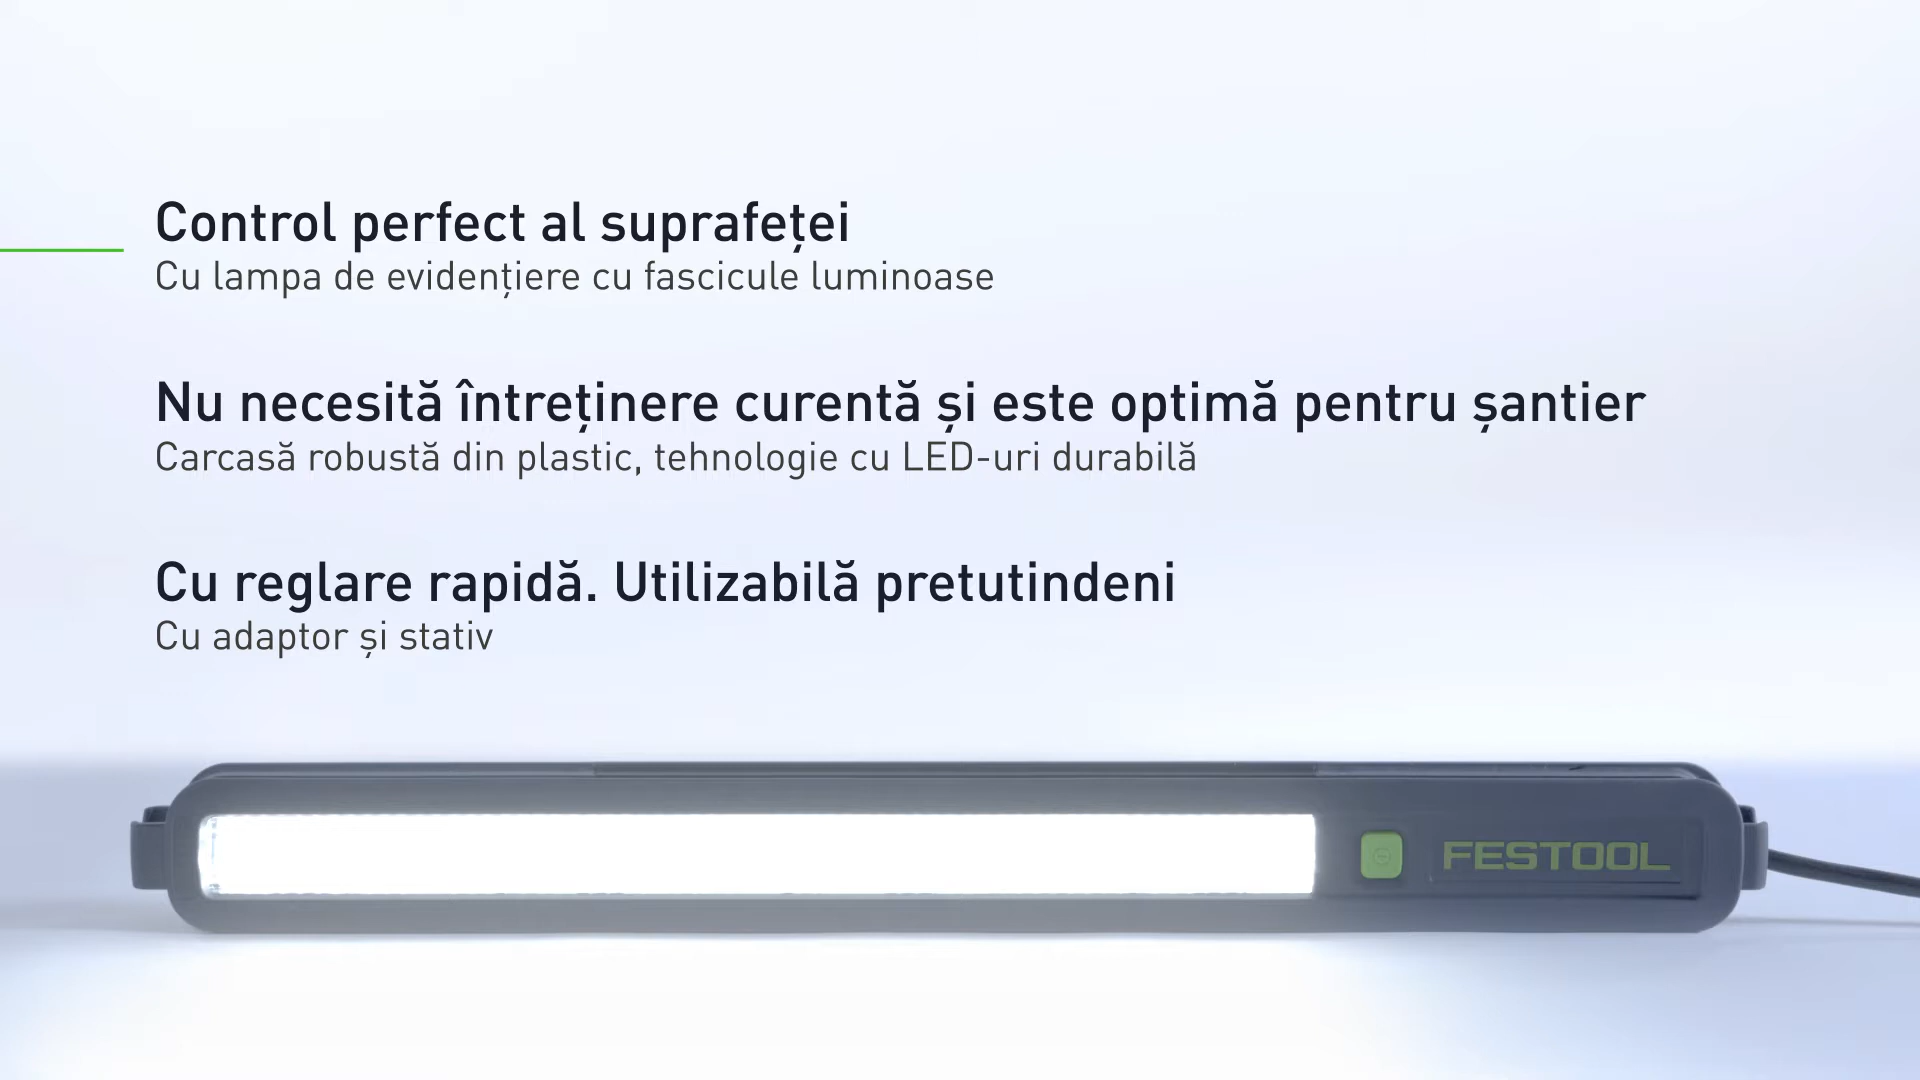 Control perfect al suprafeței
Cu lampa de evidențiere cu fascicule luminoase
Nu necesită întreținere curentă și este optimă pentru șantier
Carcasă robustă din plastic, tehnologie cu LED-uri durabilă
Cu reglare rapidă. Utilizabilă pretutindeni
Cu adaptor și stativ
FESTOOL